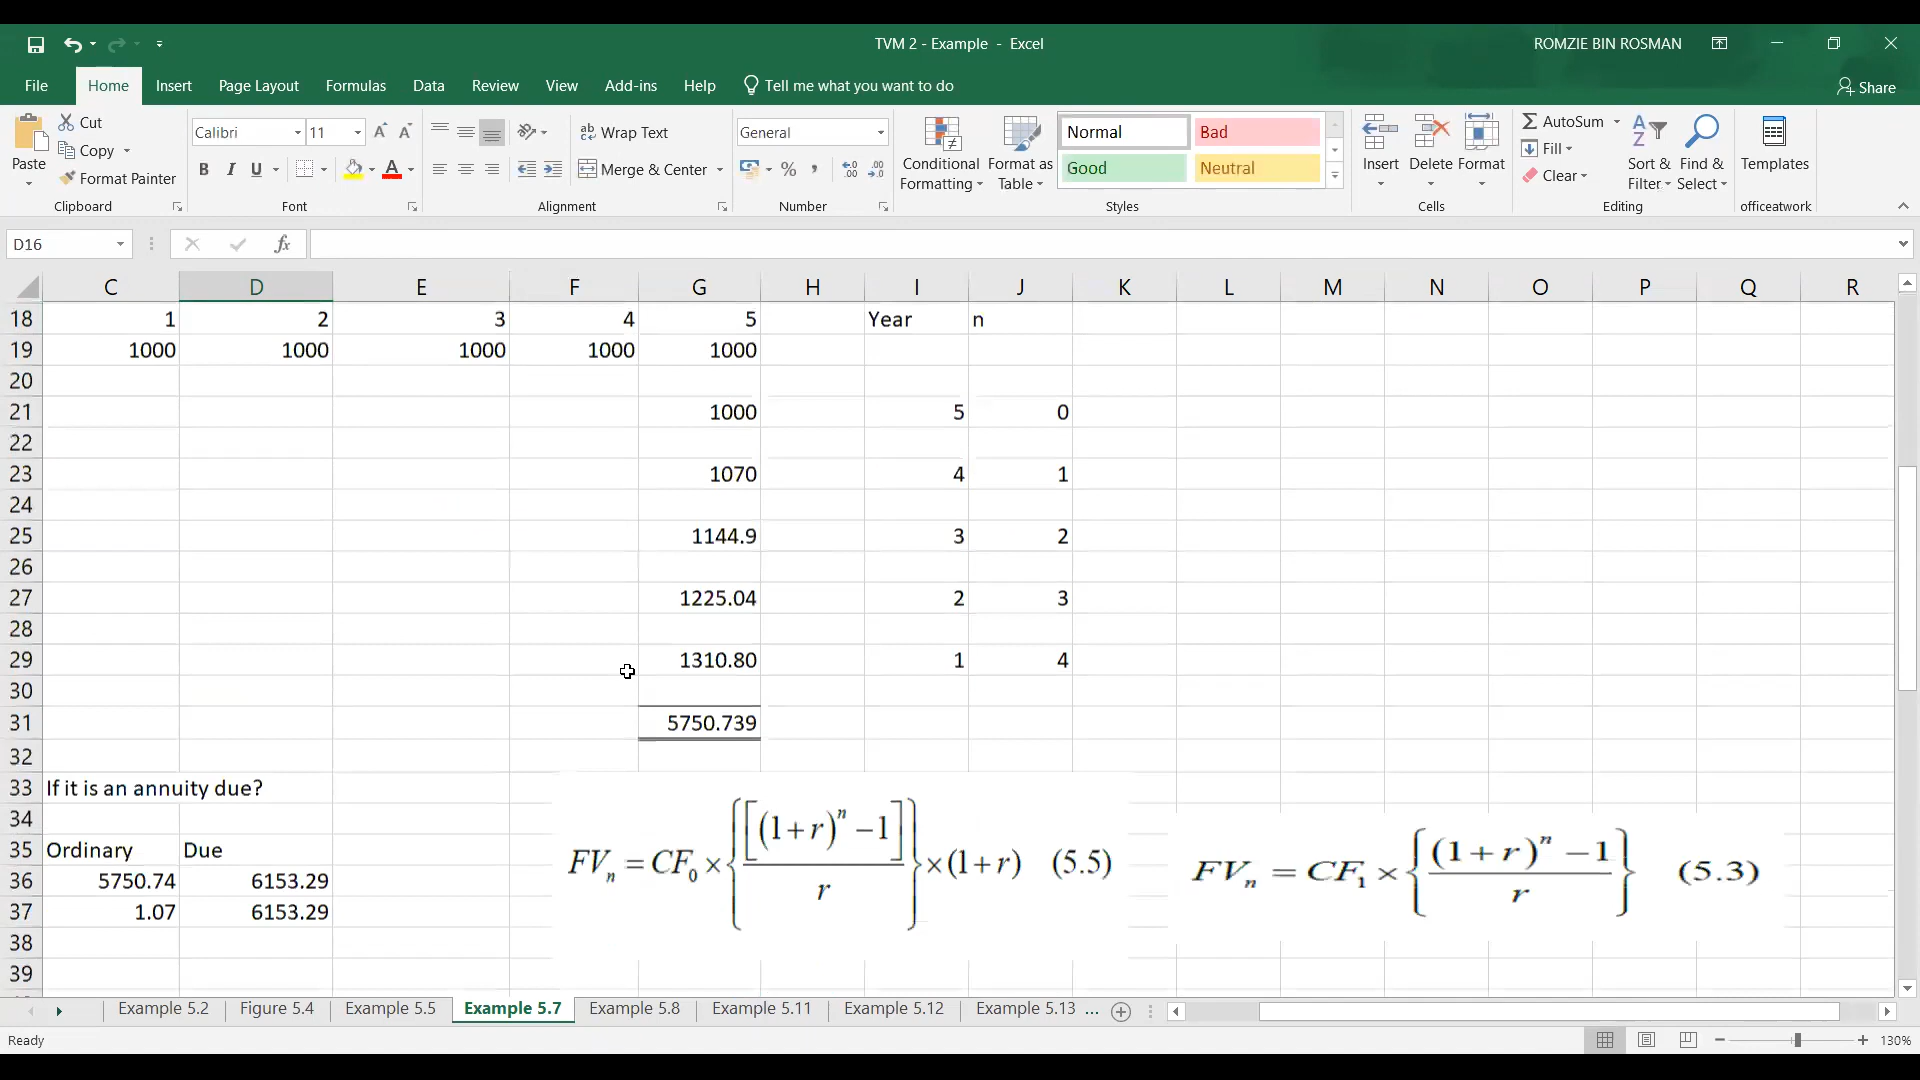 TVM 2 - Example - Excel
ROMZIE BIN ROSMAN
File Home Insert Page Layout Formulas Data Review View Add-ins Help Tell me what you want to do Share
Paste
Cut
Copy
Format Painter
Clipboard
Calibri 11
B I U
Font
Wrap Text
Merge & Center
Alignment
General
Number
Conditional Formatting
Format as Table
Normal Bad
Good Neutral
Styles
Insert Delete Format
Cells
AutoSum
Fill
Clear
Sort & Filter
Find & Select
Editing
Templates
officeatwork
D16 fx
C D E F G H I J K L M N O P Q R
18 1 2 3 4 5 Year n
19 1000 1000 1000 1000 1000
20
21 1000 5 0
22
23 1070 4 1
24
25 1144.9 3 2
26
27 1225.04 2 3
28
29 1310.80 1 4
30
31 5750.739
32
33 If it is an annuity due?
34
35 Ordinary Due
36 5750.74 6153.29
37 1.07 6153.29
38
39
FVn = CF0 × {[(1+r)^n −1] / r} × (1+r) (5.5)
FVn = CF1 × {(1+r)^n −1 / r} (5.3)
Example 5.2 Figure 5.4 Example 5.5 Example 5.7 Example 5.8 Example 5.11 Example 5.12 Example 5.13 ...
Ready 130%